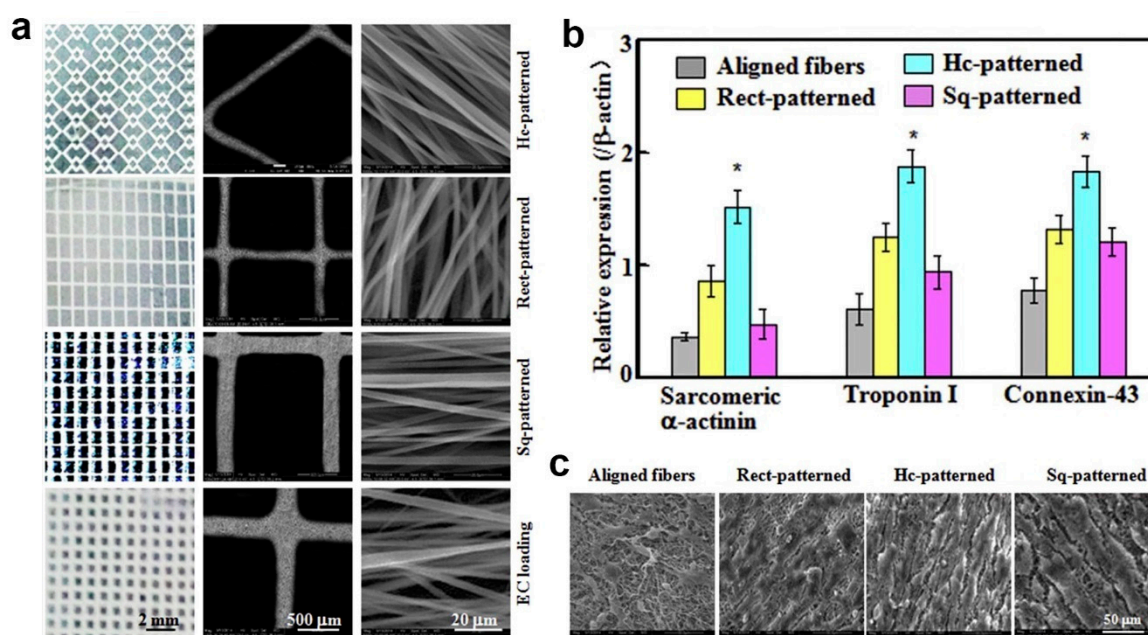 a
Hc-patterned
Rect-patterned
Sq-patterned
EC loading
2 mm
500 μm
20 μm
b
Relative expression (/β-actin)
3
2
1
0
Aligned fibers
Hc-patterned
Rect-patterned
Sq-patterned
*
*
*
Sarcomeric
α-actinin
Troponin I
Connexin-43
c
Aligned fibers
Rect-patterned
Hc-patterned
Sq-patterned
50 μm